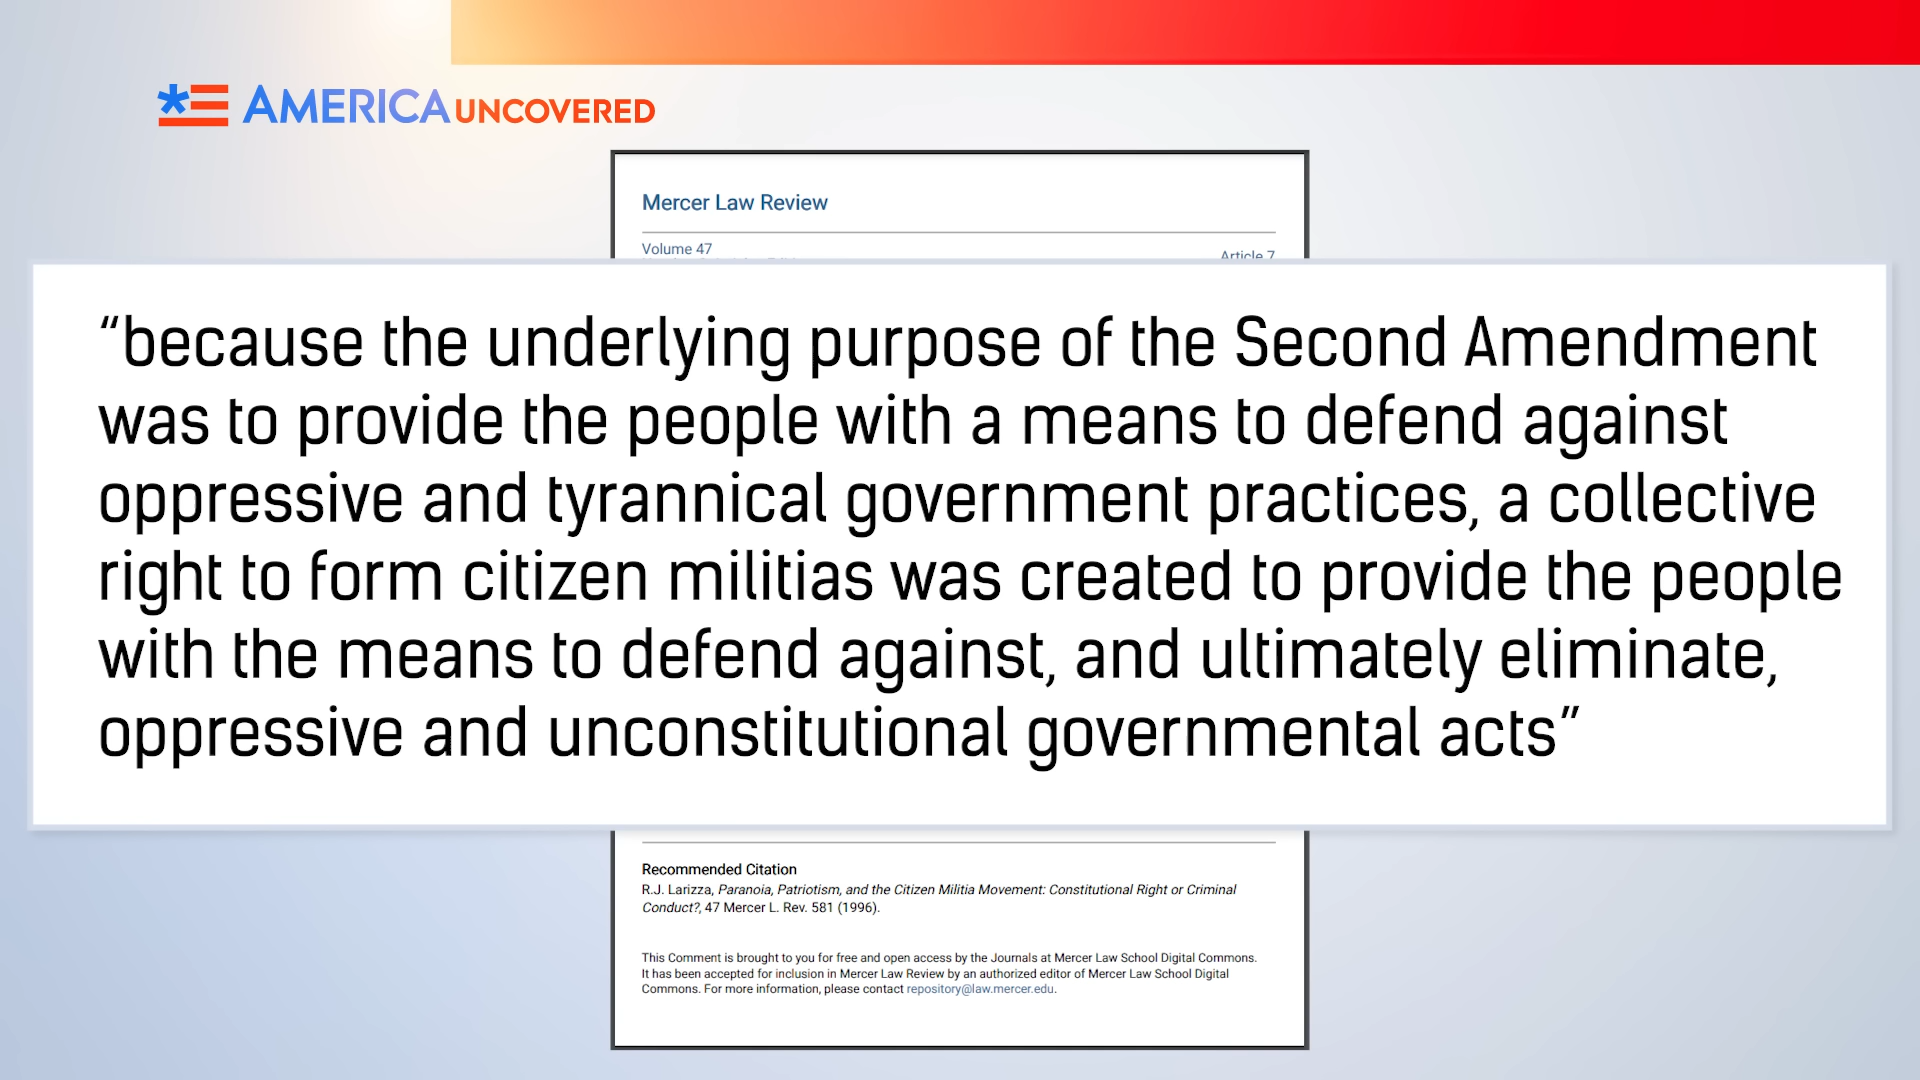 AMERICA UNCOVERED
Mercer Law Review
Volume 47
Article 7
“because the underlying purpose of the Second Amendment
was to provide the people with a means to defend against
oppressive and tyrannical government practices, a collective
right to form citizen militias was created to provide the people
with the means to defend against, and ultimately eliminate,
oppressive and unconstitutional governmental acts”
Recommended Citation
R.J. Larizza, Paranoia, Patriotism, and the Citizen Militia Movement: Constitutional Right or Criminal
Conduct?, 47 Mercer L. Rev. 581 (1996).
This Comment is brought to you for free and open access by the Journals at Mercer Law School Digital Commons.
It has been accepted for inclusion in Mercer Law Review by an authorized editor of Mercer Law School Digital
Commons. For more information, please contact repository@law.mercer.edu.